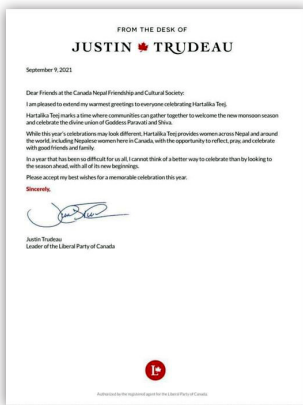 FROM THE DESK OF
JUSTIN TRUDEAU
September 9, 2021
Dear Friends at the Canada Nepal Friendship and Cultural Society:
I am pleased to extend my warmest greetings to everyone celebrating Hartalika Teej.
Hartalika Teej marks a time where communities can gather together to welcome the new monsoon season
and celebrate the divine union of Goddess Paravati and Shiva.
While this year's celebrations may look different, Hartalika Teej provides women across Nepal and around
the world, including Nepalese women here in Canada, with the opportunity to reflect, pray, and celebrate
with good friends and family.
In a year that has been so difficult for us all, I cannot think of a better way to celebrate than by looking to
the season ahead, with all of its new beginnings.
Please accept my best wishes for a memorable celebration this year.
Sincerely,
Justin Trudeau
Leader of the Liberal Party of Canada
L
Authorized by the registered agent for the Liberal Party of Canada